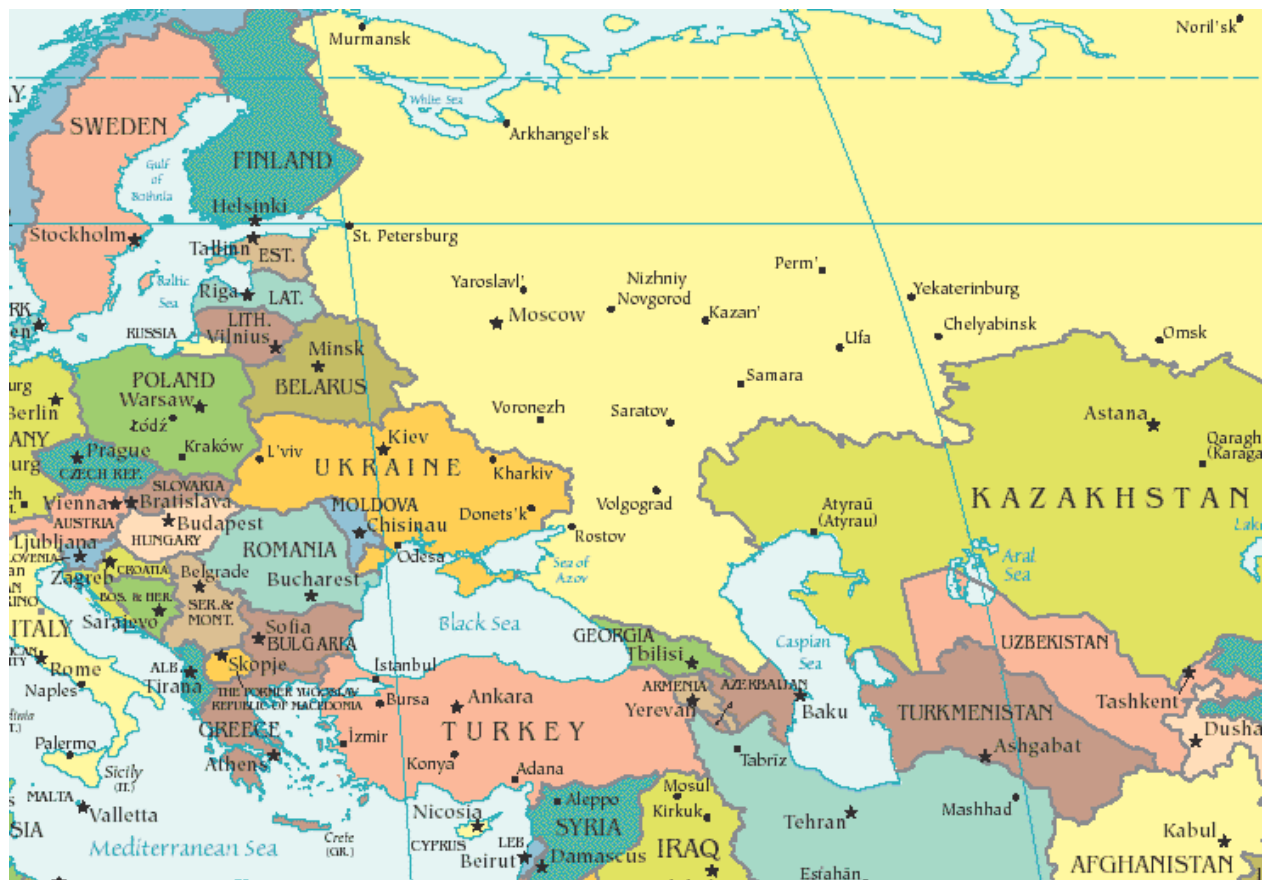 Murmansk
Noril'sk
White Sea
SWEDEN
Arkhangel'sk
Gulf
of
Bothnia
FINLAND
Helsinki
Stockholm
Tallinn
EST.
St. Petersburg
Perm'
Baltic
Sea
Riga
LAT.
Yaroslavl'
Nizhniy
Novgorod
Kazan'
Yekaterinburg
Moscow
Chelyabinsk
Omsk
Ufa
RUSSIA
LITH.
Vilnius
Minsk
BELARUS
POLAND
Warsaw
Łódź
Berlin
Samara
Voronezh
Saratov
Astana
Kraków
L'viv
Kiev
UKRAINE
Kharkiv
Prague
CZECH REP.
SLOVAKIA
Vienna
Bratislava
AUSTRIA
Budapest
HUNGARY
MOLDOVA
Chisinau
Donets'k
Volgograd
Rostov
Atyraū
(Atyrau)
KAZAKHSTAN
Qaragh
(Karaga
Ljubljana
Zagreb
CROATIA
ROMANIA
Bucharest
Odesa
Sea of
Azov
Aral
Sea
Lake
Belgrade
BOS. & HER.
SER.&
MONT.
Sarajevo
Sofia
BULGARIA
Black Sea
GEORGIA
Tbilisi
Caspian
Sea
UZBEKISTAN
ITALY
Rome
Naples
ALB.
Tirana
Skopje
THE FORMER YUGOSLAV
REPUBLIC OF MACEDONIA
Istanbul
Bursa
Ankara
ARMENIA
Yerevan
AZERBAIJAN
Baku
TURKMENISTAN
Tashkent
Dusha
GREECE
Athens
İzmir
TURKEY
Konya
Adana
Tabrīz
Ashgabat
Palermo
Sicily
(IT.)
MALTA
Valletta
Crete
(GR.)
Nicosia
CYPRUS
Aleppo
SYRIA
Mosul
Kirkuk
Tehran
Mashhad
Kabul
Mediterranean Sea
LEB.
Beirut
Damascus
IRAQ
Esfahān
AFGHANISTAN